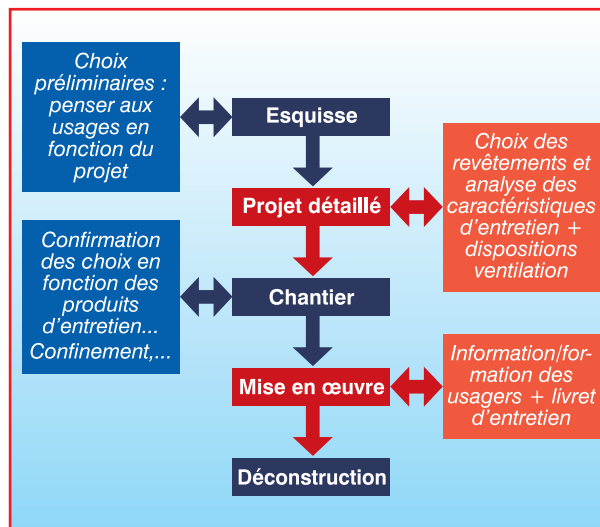 Choix
préliminaires :
penser aux
usages en
fonction du
projet
Esquisse
Choix des
revêtements et
analyse des
caractéristiques
d'entretien +
dispositions
ventilation
Projet détaillé
Confirmation
des choix en
fonction des
produits
d'entretien...
Confinement,...
Chantier
Mise en œuvre
Information/for-
mation des
usagers + livret
d'entretien
Déconstruction